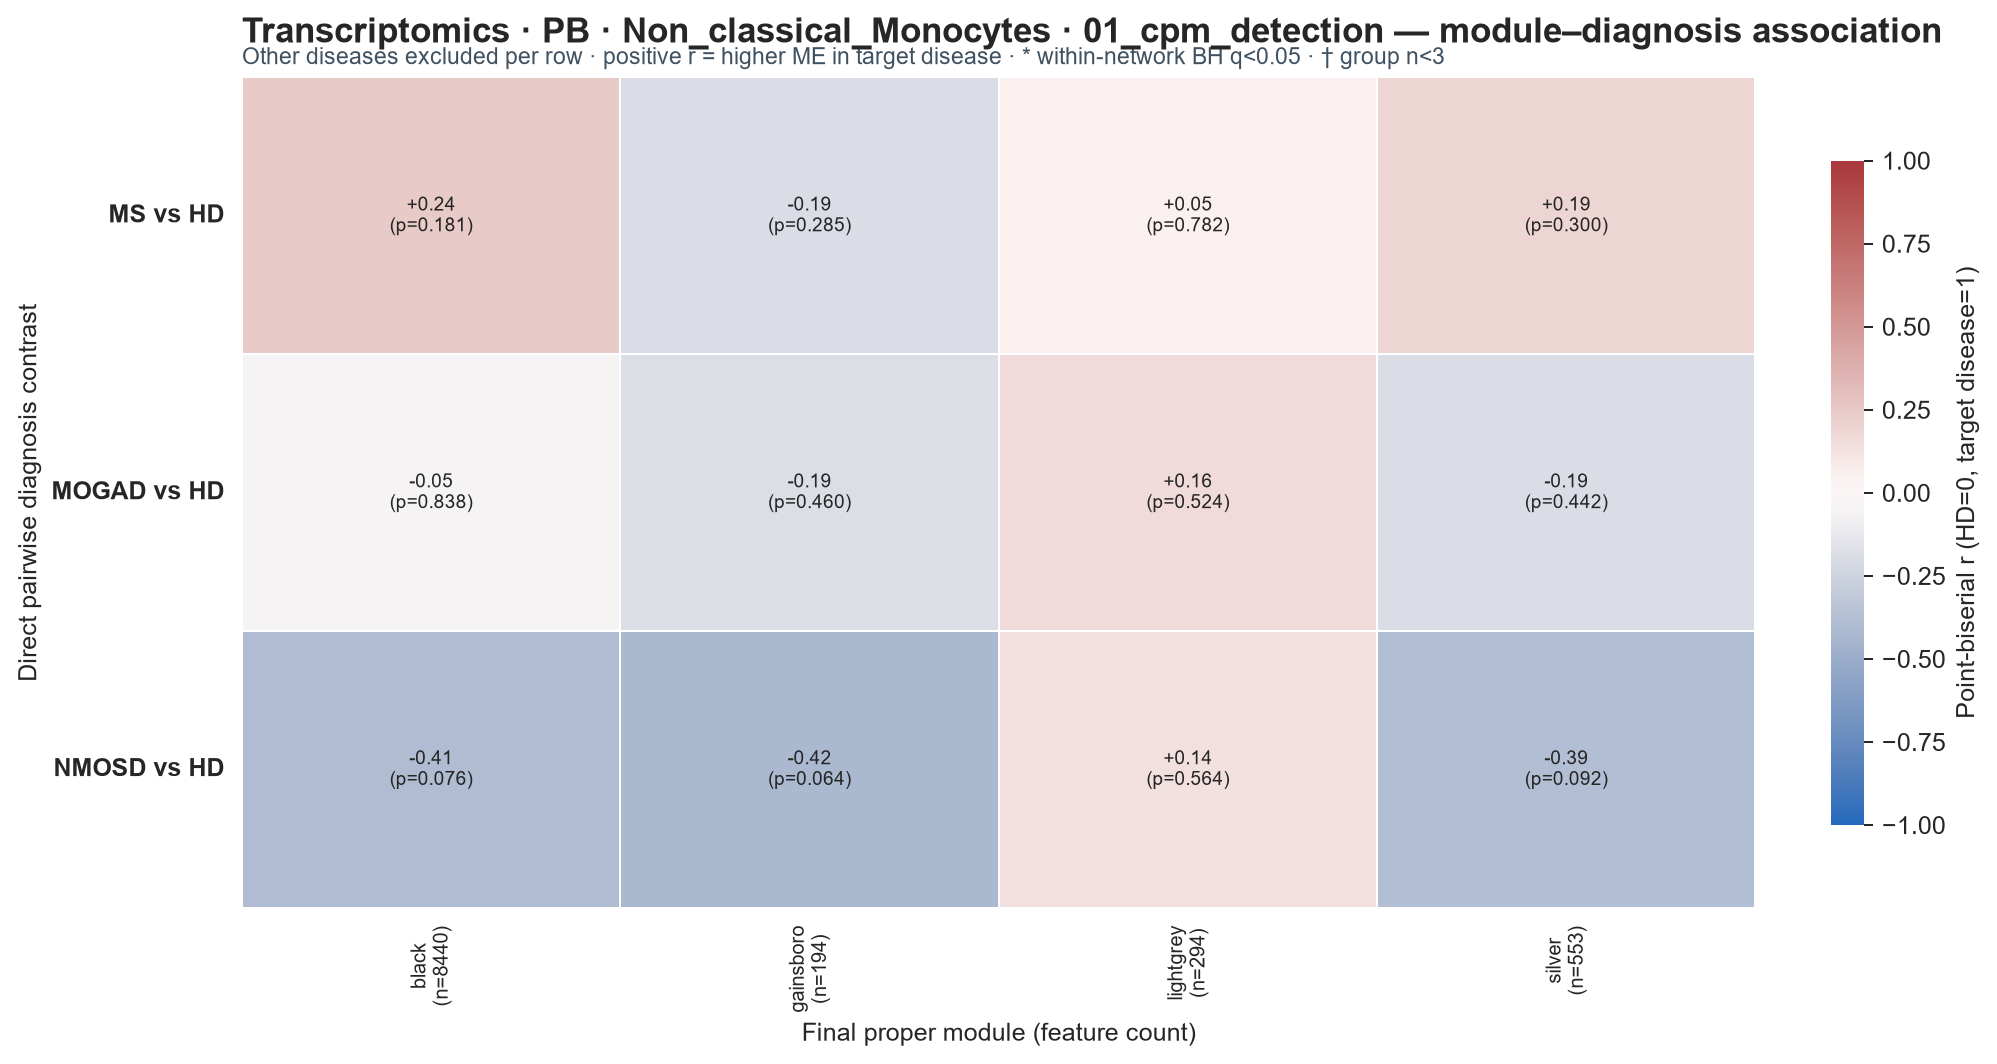 Transcriptomics · PB · Non_classical_Monocytes · 01_cpm_detection — module–diagnosis association
Other diseases excluded per row · positive r = higher ME in target disease · * within-network BH q<0.05 · † group n<3
Direct pairwise diagnosis contrast
MS vs HD
+0.24
(p=0.181)
-0.19
(p=0.285)
+0.05
(p=0.782)
+0.19
(p=0.300)
MOGAD vs HD
-0.05
(p=0.838)
-0.19
(p=0.460)
+0.16
(p=0.524)
-0.19
(p=0.442)
NMOSD vs HD
-0.41
(p=0.076)
-0.42
(p=0.064)
+0.14
(p=0.564)
-0.39
(p=0.092)
black
(n=8440)
gainsboro
(n=194)
lightgrey
(n=294)
silver
(n=553)
Final proper module (feature count)
1.00
0.75
0.50
0.25
0.00
−0.25
−0.50
−0.75
−1.00
Point-biserial r (HD=0, target disease=1)